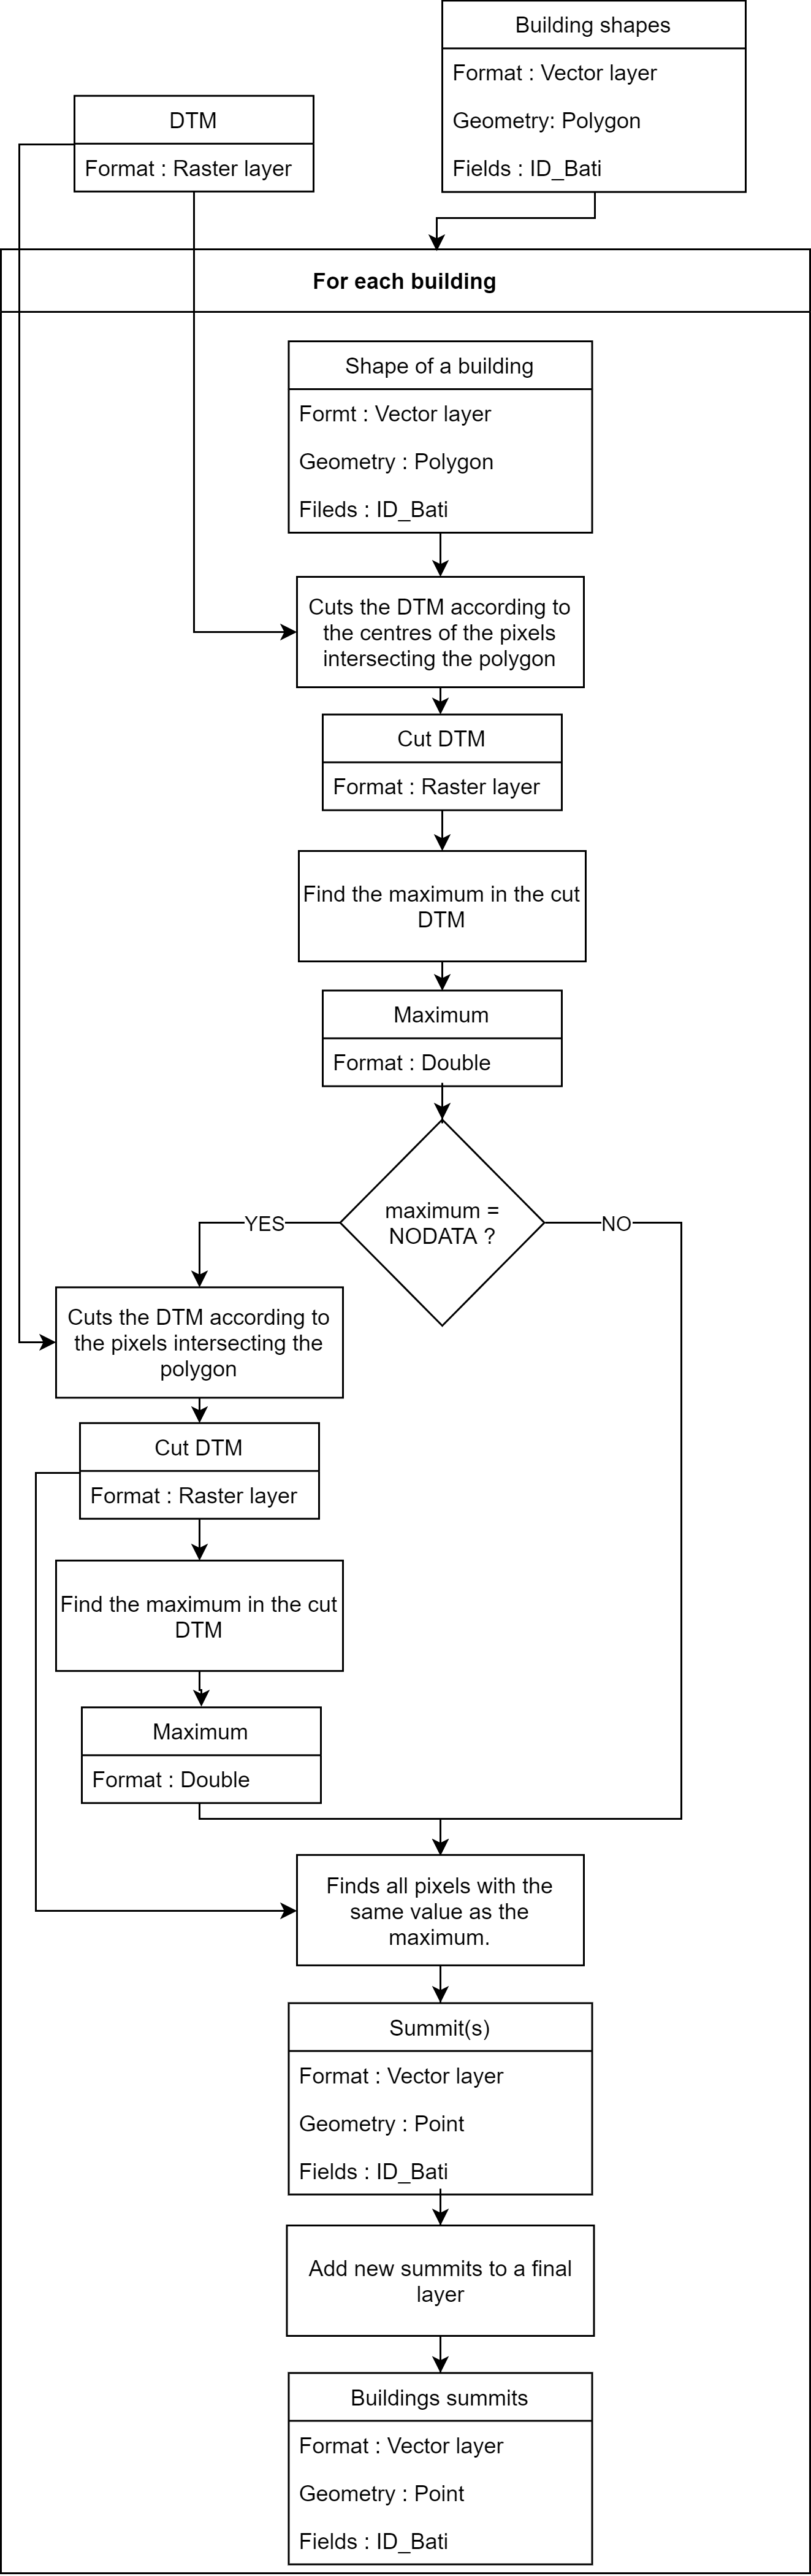 Building shapes
Format : Vector layer
Geometry: Polygon
Fields : ID_Bati
DTM
Format : Raster layer
For each building
Shape of a building
Formt : Vector layer
Geometry : Polygon
Fileds : ID_Bati
Cuts the DTM according to
the centres of the pixels
intersecting the polygon
Cut DTM
Format : Raster layer
Find the maximum in the cut
DTM
Maximum
Format : Double
maximum =
NODATA ?
YES
NO
Cuts the DTM according to
the pixels intersecting the
polygon
Cut DTM
Format : Raster layer
Find the maximum in the cut
DTM
Maximum
Format : Double
Finds all pixels with the
same value as the
maximum.
Summit(s)
Format : Vector layer
Geometry : Point
Fields : ID_Bati
Add new summits to a final
layer
Buildings summits
Format : Vector layer
Geometry : Point
Fields : ID_Bati